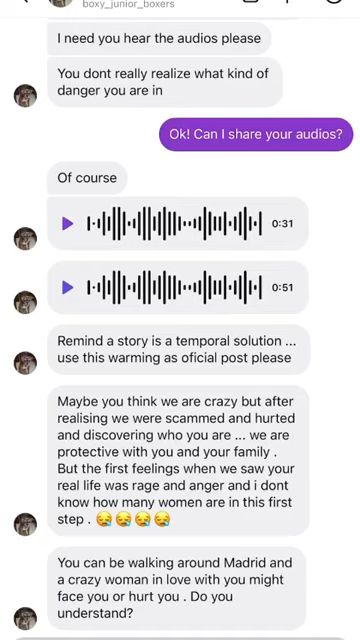 boxy_junior_boxers
I need you hear the audios please
You dont really realize what kind of
danger you are in
Ok! Can I share your audios?
Of course
0:31
0:51
Remind a story is a temporal solution ...
use this warming as oficial post please
Maybe you think we are crazy but after
realising we were scammed and hurted
and discovering who you are ... we are
protective with you and your family .
But the first feelings when we saw your
real life was rage and anger and i dont
know how many women are in this first
step . 😪😪😪😪
You can be walking around Madrid and
a crazy woman in love with you might
face you or hurt you . Do you
understand?